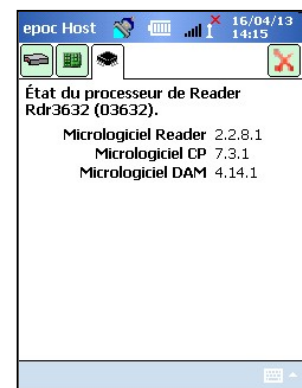 epoc Host 16/04/13
14:15
État du processeur de Reader
Rdr3632 (03632).
Micrologiciel Reader 2.2.8.1
Micrologiciel CP 7.3.1
Micrologiciel DAM 4.14.1